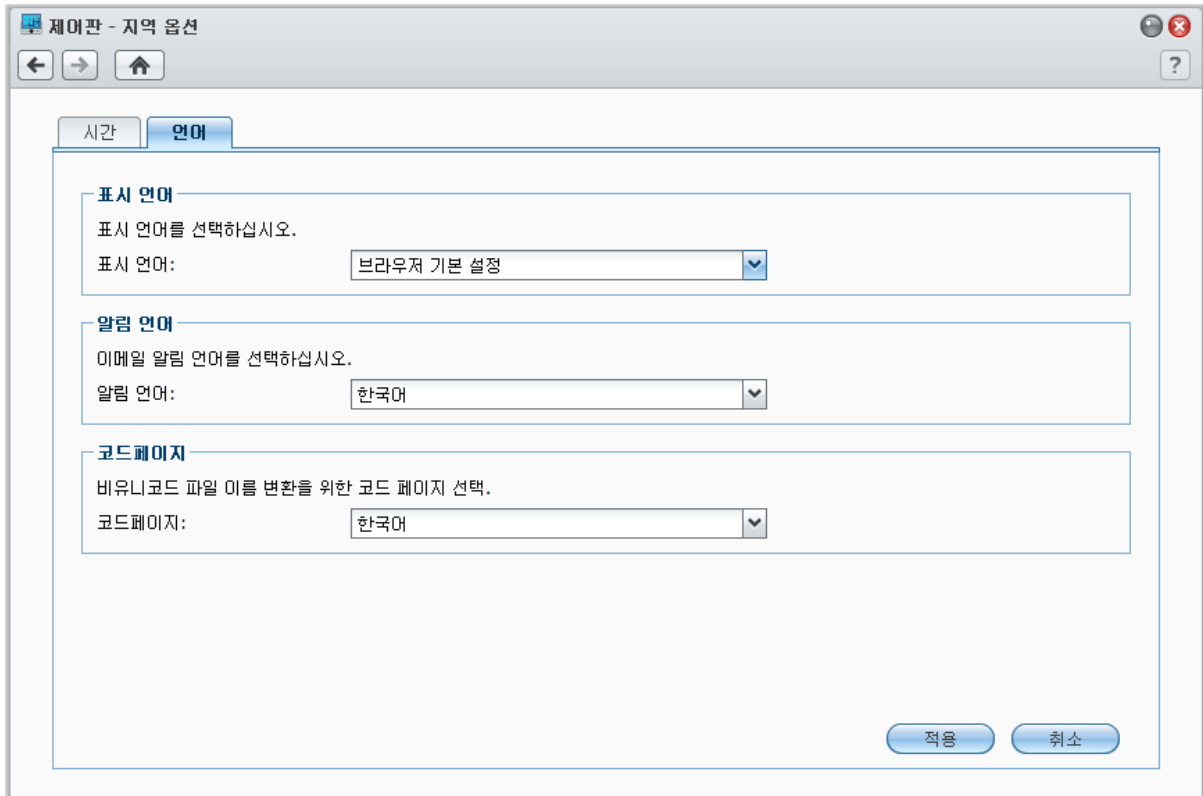 제어판 - 지역 옵션
?
시간 언어
표시 언어
표시 언어를 선택하십시오.
표시 언어: 브라우저 기본 설정
알림 언어
이메일 알림 언어를 선택하십시오.
알림 언어: 한국어
코드페이지
비유니코드 파일 이름 변환을 위한 코드 페이지 선택.
코드페이지: 한국어
적용 취소